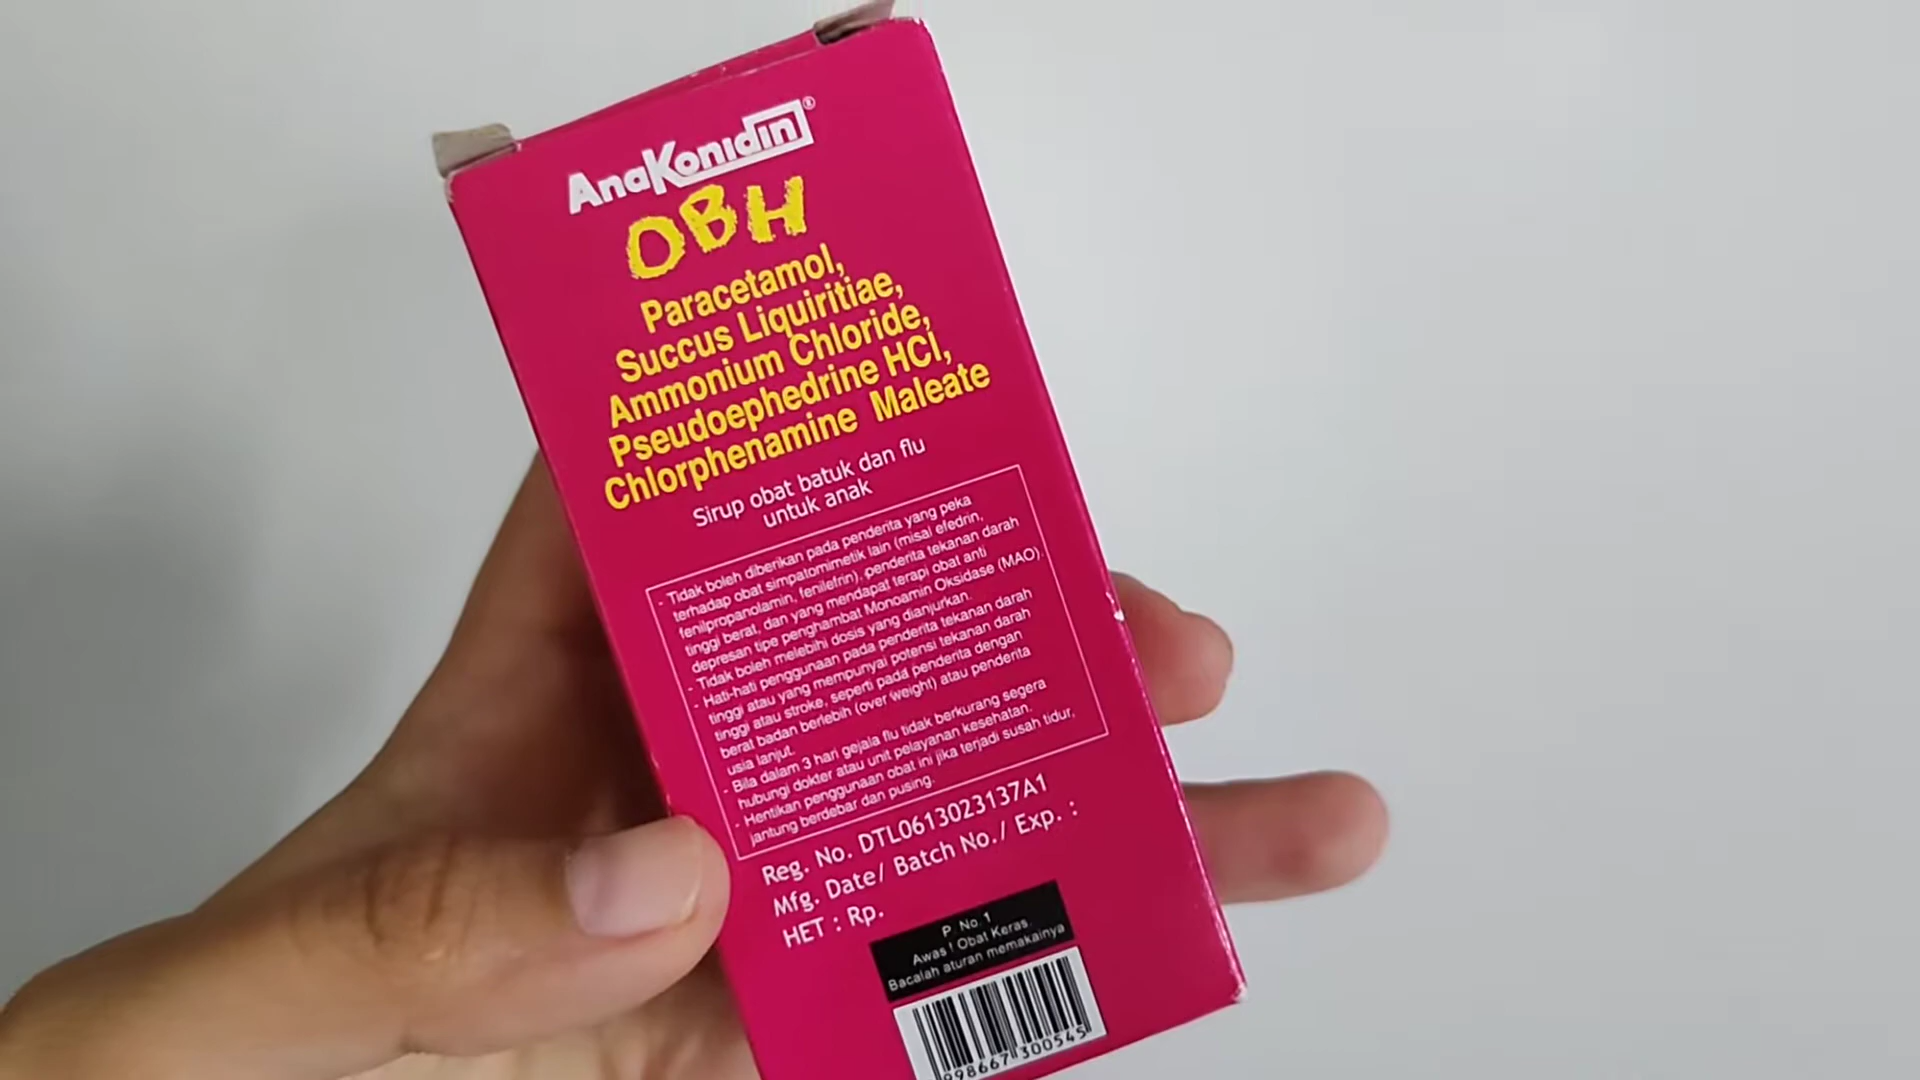 AnaKonidin®
OBH
Paracetamol,
Succus Liquiritiae,
Ammonium Chloride,
Pseudoephedrine HCl,
Chlorphenamine Maleate
Sirup obat batuk dan flu
untuk anak
- Tidak boleh diberikan pada penderita yang peka
terhadap obat simpatomimetik lain (misal efedrin,
fenilpropanolamin, fenilefrin), penderita tekanan darah
tinggi berat, dan yang mendapat terapi obat anti
depresan tipe penghambat Monoamin Oksidase (MAO).
- Tidak boleh melebihi dosis yang dianjurkan.
- Hati-hati penggunaan pada penderita tekanan darah
tinggi atau yang mempunyai potensi tekanan darah
tinggi atau stroke, seperti pada penderita dengan
berat badan berlebih (over weight) atau penderita
usia lanjut.
- Bila dalam 3 hari gejala flu tidak berkurang segera
hubungi dokter atau unit pelayanan kesehatan.
- Hentikan penggunaan obat ini jika terjadi susah tidur,
jantung berdebar dan pusing.
Reg. No. DTL0613023137A1
Mfg. Date/ Batch No./ Exp. :
HET : Rp.
P. No. 1
Awas ! Obat Keras
Bacalah aturan memakainya
998667 300545